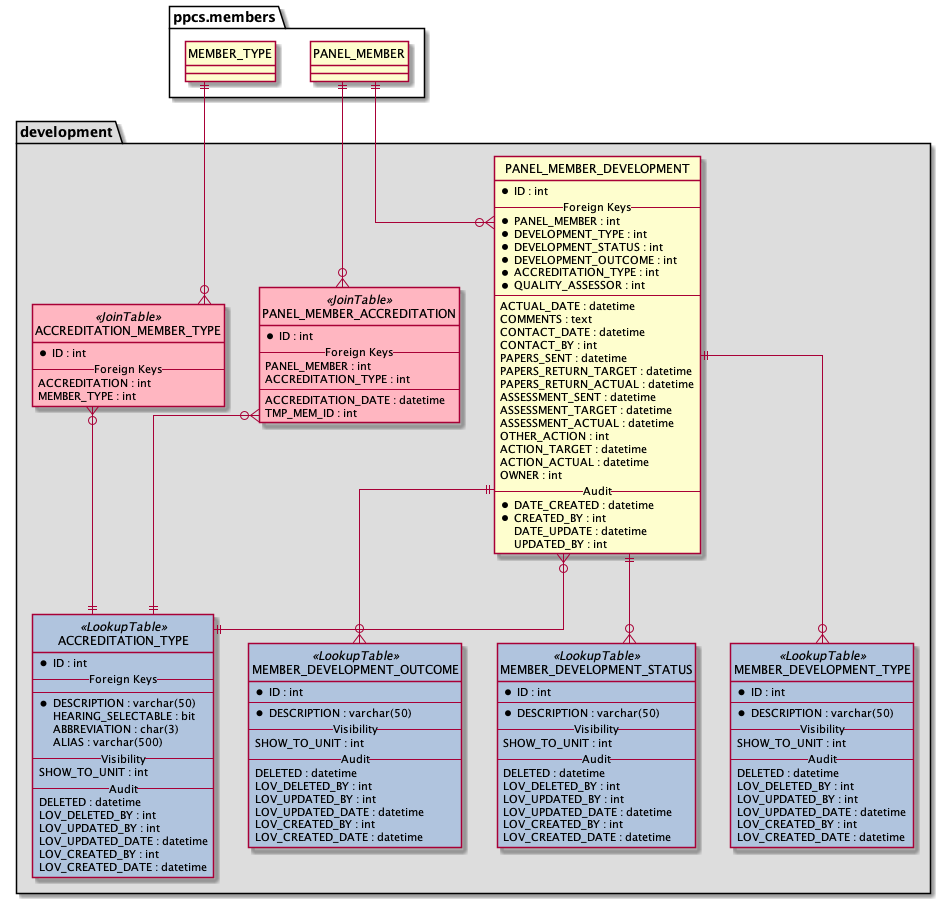 ppcs.members
MEMBER_TYPE
PANEL_MEMBER
development
PANEL_MEMBER_DEVELOPMENT
ID : int
Foreign Keys
PANEL_MEMBER : int
DEVELOPMENT_TYPE : int
DEVELOPMENT_STATUS : int
DEVELOPMENT_OUTCOME : int
ACCREDITATION_TYPE : int
QUALITY_ASSESSOR : int
ACTUAL_DATE : datetime
COMMENTS : text
CONTACT_DATE : datetime
CONTACT_BY : int
PAPERS_SENT : datetime
PAPERS_RETURN_TARGET : datetime
PAPERS_RETURN_ACTUAL : datetime
ASSESSMENT_SENT : datetime
ASSESSMENT_TARGET : datetime
ASSESSMENT_ACTUAL : datetime
OTHER_ACTION : int
ACTION_TARGET : datetime
ACTION_ACTUAL : datetime
OWNER : int
Audit
DATE_CREATED : datetime
CREATED_BY : int
DATE_UPDATE : datetime
UPDATED_BY : int
«JoinTable»
ACCREDITATION_MEMBER_TYPE
ID : int
Foreign Keys
ACCREDITATION : int
MEMBER_TYPE : int
«JoinTable»
PANEL_MEMBER_ACCREDITATION
ID : int
Foreign Keys
PANEL_MEMBER : int
ACCREDITATION_TYPE : int
ACCREDITATION_DATE : datetime
TMP_MEM_ID : int
«LookupTable»
ACCREDITATION_TYPE
ID : int
Foreign Keys
DESCRIPTION : varchar(50)
HEARING_SELECTABLE : bit
ABBREVIATION : char(3)
ALIAS : varchar(500)
Visibility
SHOW_TO_UNIT : int
Audit
DELETED : datetime
LOV_DELETED_BY : int
LOV_UPDATED_BY : int
LOV_UPDATED_DATE : datetime
LOV_CREATED_BY : int
LOV_CREATED_DATE : datetime
«LookupTable»
MEMBER_DEVELOPMENT_OUTCOME
ID : int
DESCRIPTION : varchar(50)
Visibility
SHOW_TO_UNIT : int
Audit
DELETED : datetime
LOV_DELETED_BY : int
LOV_UPDATED_BY : int
LOV_UPDATED_DATE : datetime
LOV_CREATED_BY : int
LOV_CREATED_DATE : datetime
«LookupTable»
MEMBER_DEVELOPMENT_STATUS
ID : int
DESCRIPTION : varchar(50)
Visibility
SHOW_TO_UNIT : int
Audit
DELETED : datetime
LOV_DELETED_BY : int
LOV_UPDATED_BY : int
LOV_UPDATED_DATE : datetime
LOV_CREATED_BY : int
LOV_CREATED_DATE : datetime
«LookupTable»
MEMBER_DEVELOPMENT_TYPE
ID : int
DESCRIPTION : varchar(50)
Visibility
SHOW_TO_UNIT : int
Audit
DELETED : datetime
LOV_DELETED_BY : int
LOV_UPDATED_BY : int
LOV_UPDATED_DATE : datetime
LOV_CREATED_BY : int
LOV_CREATED_DATE : datetime